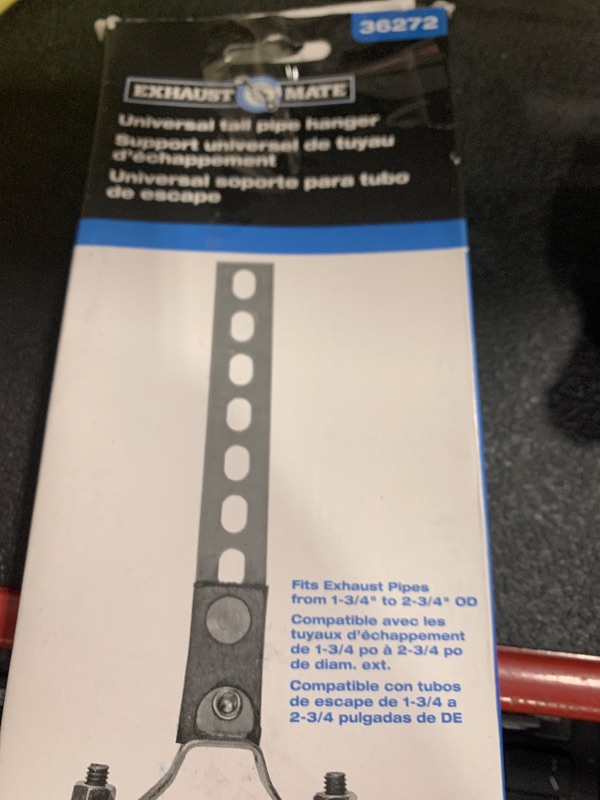 36272
EXHAUST MATE
Universal tail pipe hanger
Support universel de tuyau
d'échappement
Universal soporte para tubo
de escape
Fits Exhaust Pipes
from 1-3/4" to 2-3/4" OD
Compatible avec les
tuyaux d'échappement
de 1-3/4 po à 2-3/4 po
de diam. ext.
Compatible con tubos
de escape de 1-3/4 a
2-3/4 pulgadas de DE